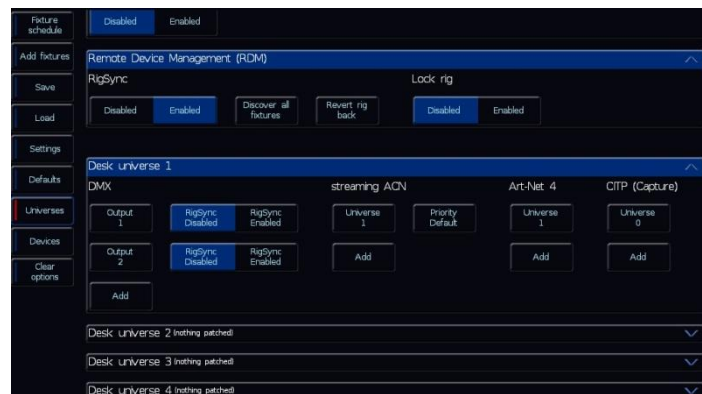 Fixture
schedule
Disabled
Enabled
Add fixtures
Remote Device Management (RDM)
RigSync
Lock rig
Save
Disabled
Enabled
Discover all
fixtures
Revert rig
back
Disabled
Enabled
Load
Settings
Desk universe 1
Defaults
DMX
streaming ACN
Art-Net 4
CITP (Capture)
Universes
Output
1
RigSync
Disabled
RigSync
Enabled
Universe
1
Priority
Default
Universe
1
Universe
0
Devices
Output
2
RigSync
Disabled
RigSync
Enabled
Add
Add
Add
Clear
options
Add
Desk universe 2 (nothing patched)
Desk universe 3 (nothing patched)
Desk universe 4 (nothing patched)